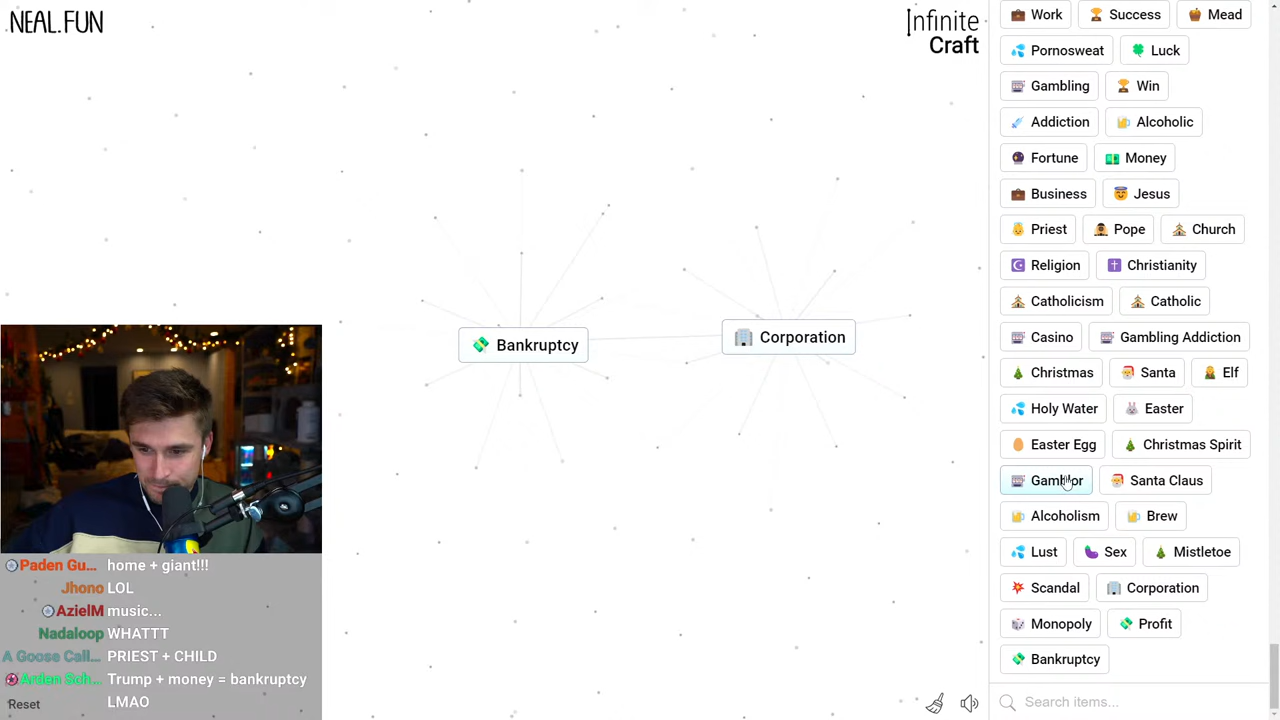 NEAL.FUN
Infinite Craft
Work Success Mead
Pornosweat Luck
Gambling Win
Addiction Alcoholic
Fortune Money
Business Jesus
Priest Pope Church
Religion Christianity
Catholicism Catholic
Casino Gambling Addiction
Christmas Santa Elf
Holy Water Easter
Easter Egg Christmas Spirit
Santa Claus
Alcoholism Brew
Lust Sex Mistletoe
Scandal Corporation
Monopoly Profit
Bankruptcy
Search items...
Bankruptcy
Corporation
Paden Gu... home + giant!!!
Jhono LOL
AzielM music...
Nadaloop WHATTT
A Goose Call... PRIEST + CHILD
Arden Sch... Trump + money = bankruptcy
LMAO
Reset